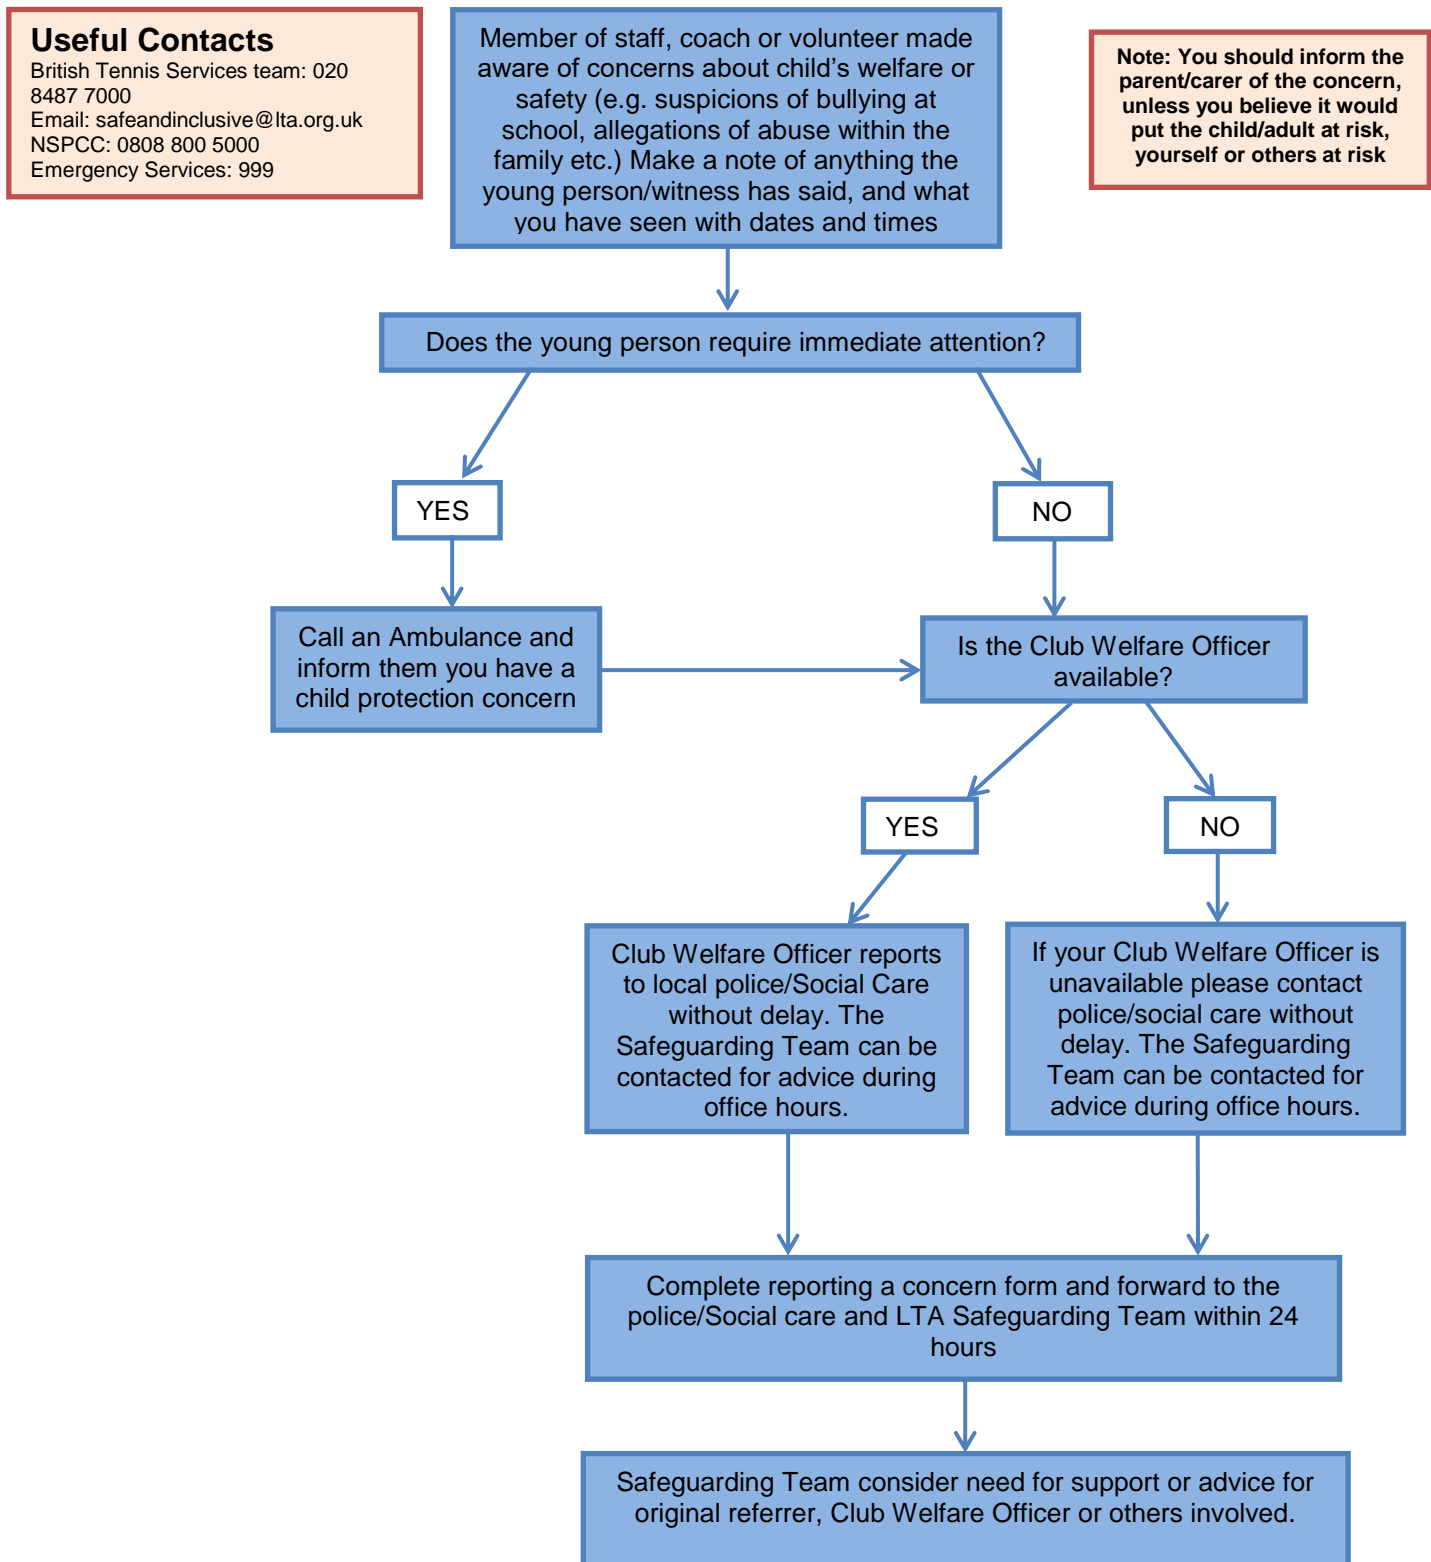 Useful Contacts
British Tennis Services team: 020
8487 7000
Email: safeandinclusive@lta.org.uk
NSPCC: 0808 800 5000
Emergency Services: 999
Member of staff, coach or volunteer made
aware of concerns about child’s welfare or
safety (e.g. suspicions of bullying at
school, allegations of abuse within the
family etc.) Make a note of anything the
young person/witness has said, and what
you have seen with dates and times
Note: You should inform the
parent/carer of the concern,
unless you believe it would
put the child/adult at risk,
yourself or others at risk
Does the young person require immediate attention?
YES
NO
Call an Ambulance and
inform them you have a
child protection concern
Is the Club Welfare Officer
available?
YES
NO
Club Welfare Officer reports
to local police/Social Care
without delay. The
Safeguarding Team can be
contacted for advice during
office hours.
If your Club Welfare Officer is
unavailable please contact
police/social care without
delay. The Safeguarding
Team can be contacted for
advice during office hours.
Complete reporting a concern form and forward to the
police/Social care and LTA Safeguarding Team within 24
hours
Safeguarding Team consider need for support or advice for
original referrer, Club Welfare Officer or others involved.